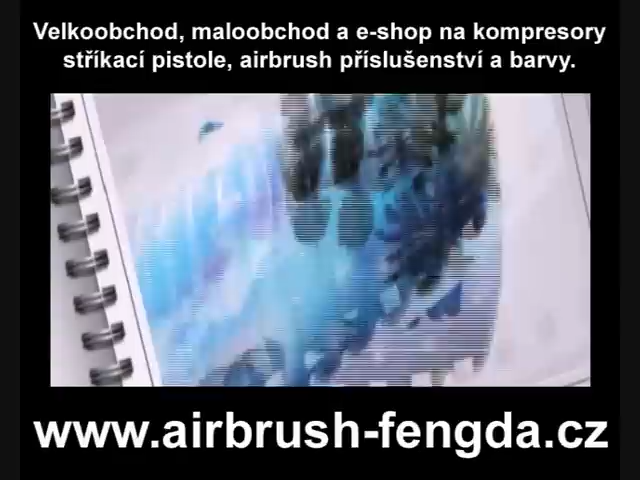 Velkoobchod, maloobchod a e-shop na kompresory
stříkací pistole, airbrush příslušenství a barvy.
www.airbrush-fengda.cz